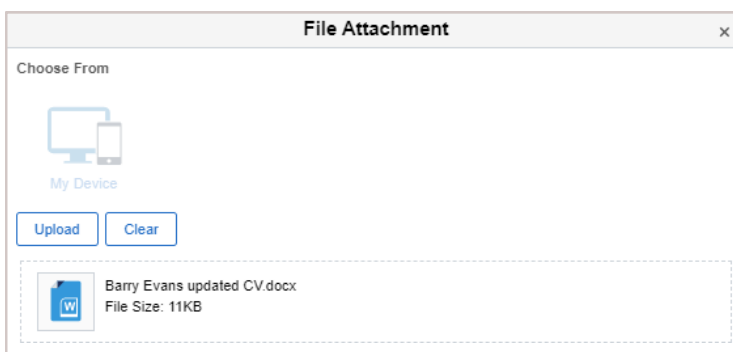 File Attachment
×
Choose From
My Device
Upload Clear
Barry Evans updated CV.docx
File Size: 11KB
W